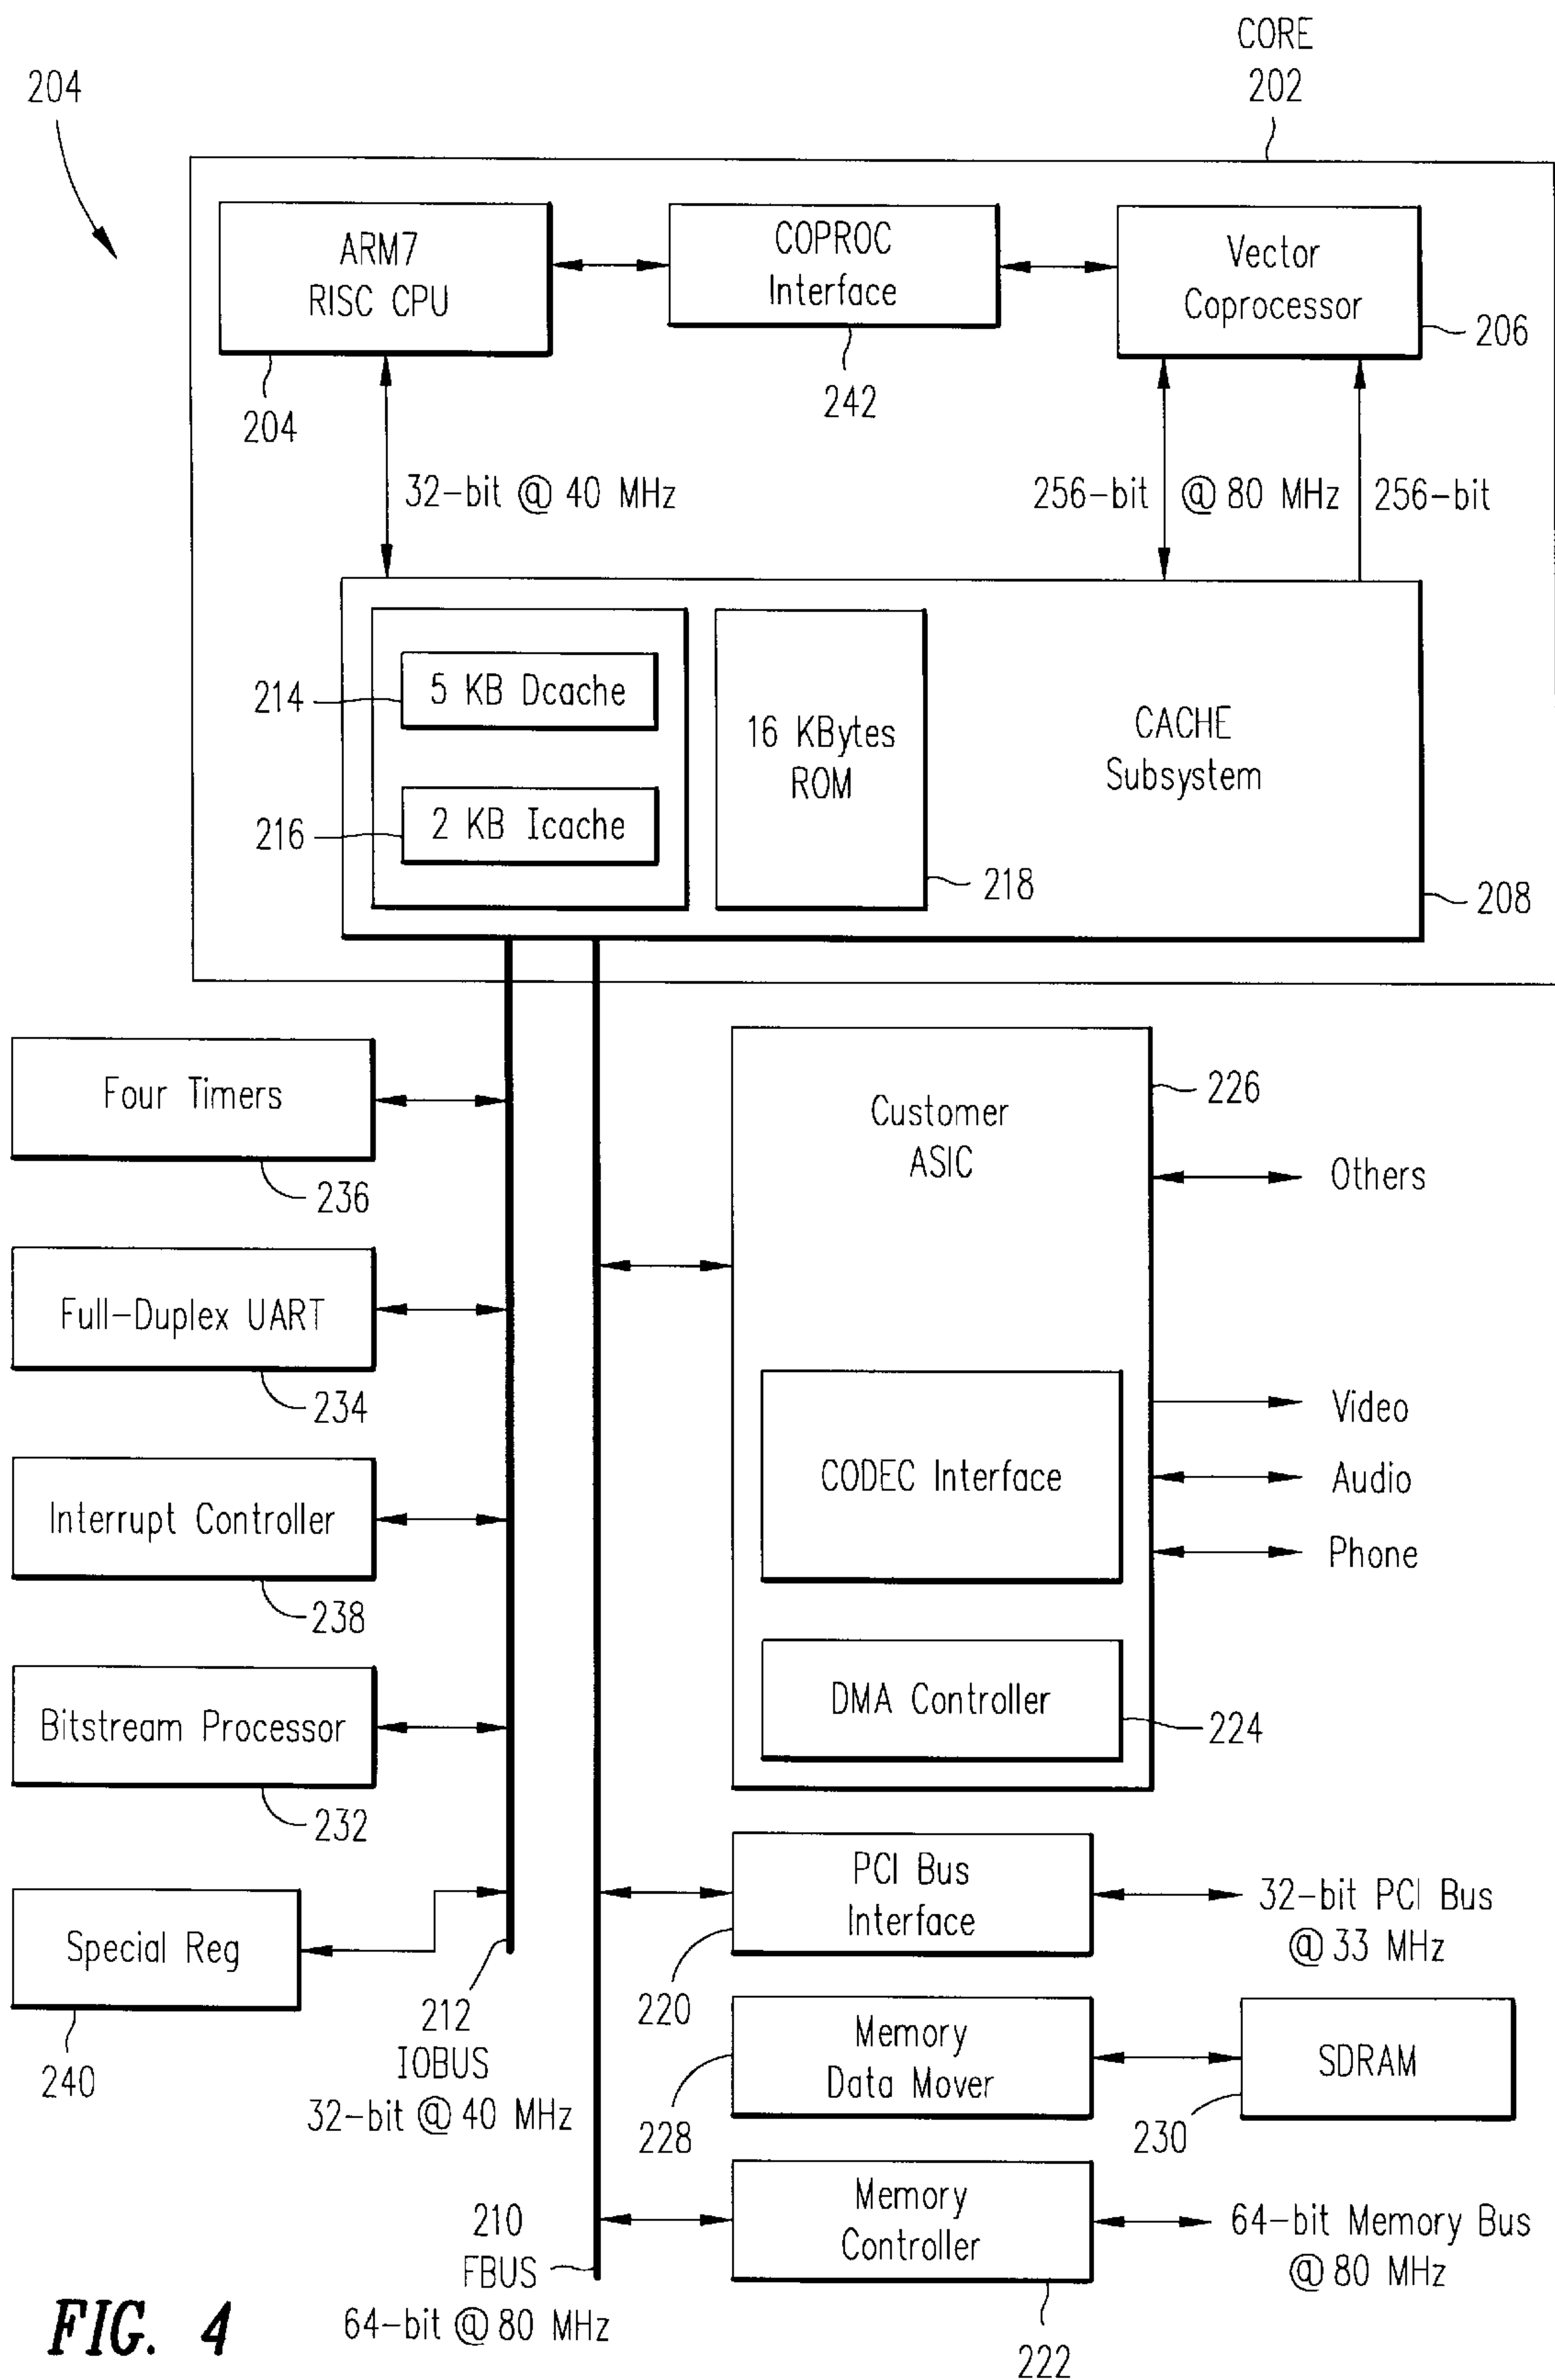 CORE
202
204
ARM7
RISC CPU
204
COPROC
Interface
242
Vector
Coprocessor
206
32-bit @ 40 MHz
256-bit @ 80 MHz 256-bit
5 KB Dcache
214
2 KB Icache
216
16 KBytes
ROM
218
CACHE
Subsystem
208
Four Timers
236
Full-Duplex UART
234
Interrupt Controller
238
Bitstream Processor
232
Special Reg
240
212
IOBUS
32-bit @ 40 MHz
210
FBUS
64-bit @ 80 MHz
Customer
ASIC
226
Others
CODEC Interface
Video
Audio
Phone
DMA Controller
224
PCI Bus
Interface
220
32-bit PCI Bus
@ 33 MHz
Memory
Data Mover
228
SDRAM
230
Memory
Controller
222
64-bit Memory Bus
@ 80 MHz
FIG. 4